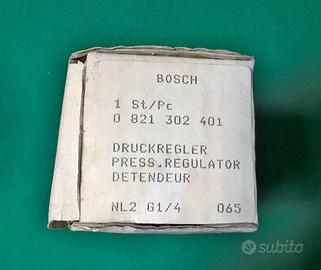 BOSCH
1 St/Pc
0 821 302 401
DRUCKREGLER
PRESS.REGULATOR
DETENDEUR
NL2 G1/4 065
subito